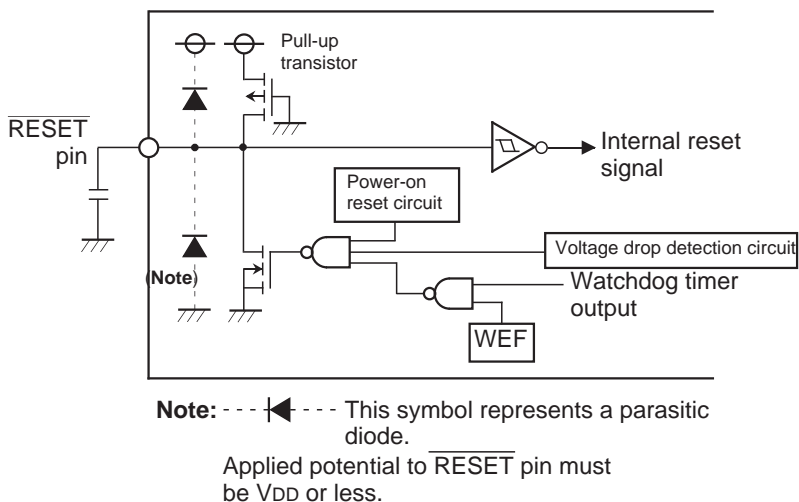 Pull-up
transistor
RESET
pin
Internal reset
signal
Power-on
reset circuit
Voltage drop detection circuit
(Note)
Watchdog timer
output
WEF
Note: This symbol represents a parasitic
diode.
Applied potential to RESET pin must
be VDD or less.